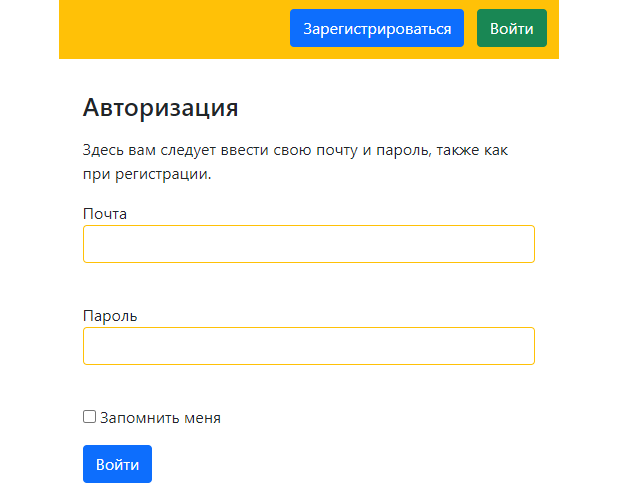 Зарегистрироваться Войти
Авторизация
Здесь вам следует ввести свою почту и пароль, также как
при регистрации.
Почта
Пароль
Запомнить меня
Войти